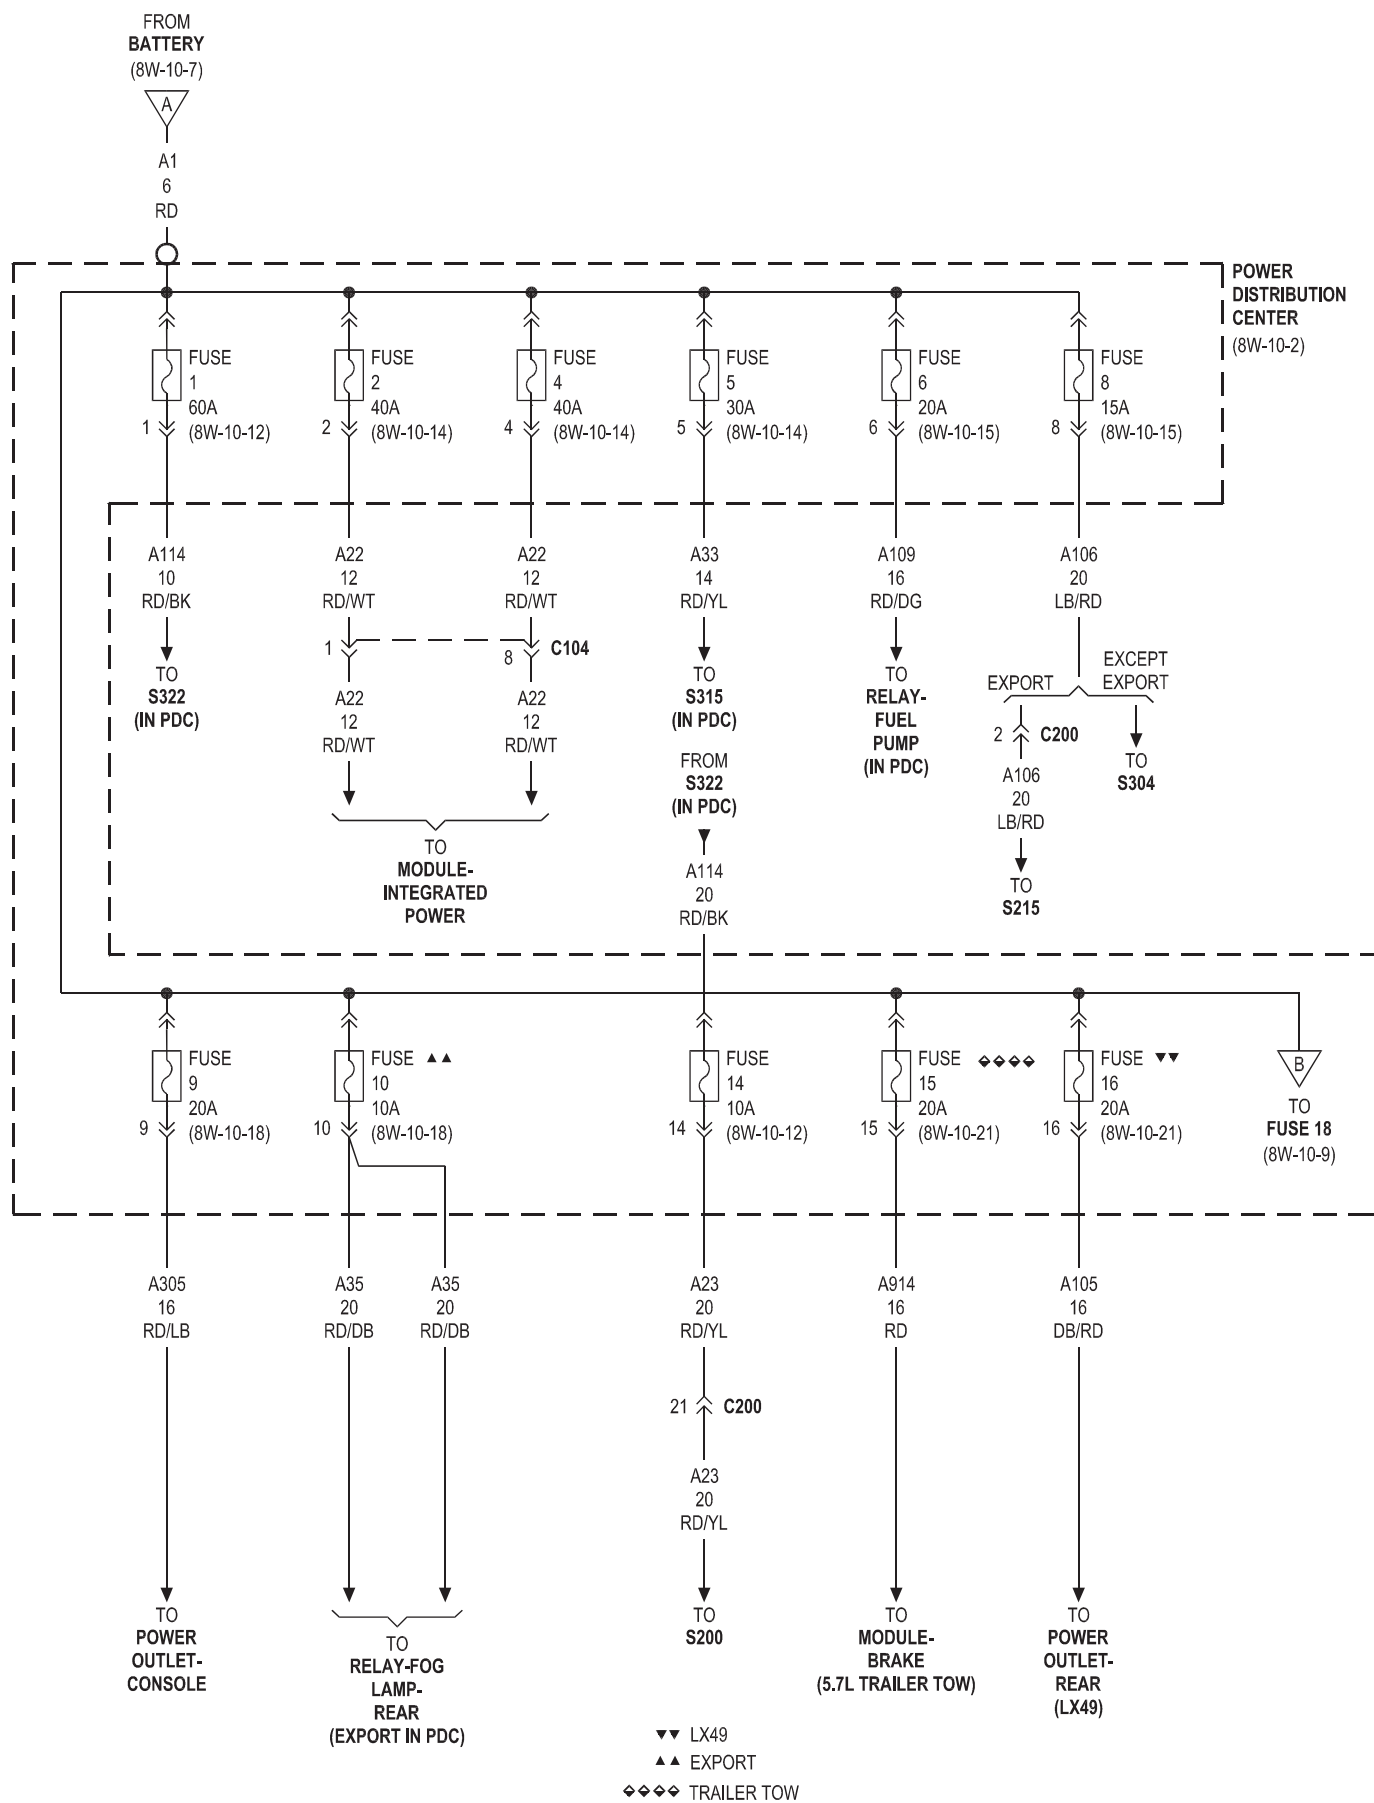 FROM
BATTERY
(8W-10-7)
A
A1
6
RD
POWER
DISTRIBUTION
CENTER
(8W-10-2)
FUSE
1
60A
1
(8W-10-12)
FUSE
2
40A
2
(8W-10-14)
FUSE
4
40A
4
(8W-10-14)
FUSE
5
30A
5
(8W-10-14)
FUSE
6
20A
6
(8W-10-15)
FUSE
8
15A
8
(8W-10-15)
A114
10
RD/BK
TO
S322
(IN PDC)
A22
12
RD/WT
1
A22
12
RD/WT
A22
12
RD/WT
8
C104
A22
12
RD/WT
TO
MODULE-
INTEGRATED
POWER
A33
14
RD/YL
TO
S315
(IN PDC)
FROM
S322
(IN PDC)
A114
20
RD/BK
A109
16
RD/DG
TO
RELAY-
FUEL
PUMP
(IN PDC)
A106
20
LB/RD
EXPORT
EXCEPT
EXPORT
2
C200
A106
20
LB/RD
TO
S215
TO
S304
FUSE
9
20A
9
(8W-10-18)
FUSE
10
10A
10
(8W-10-18)
FUSE
14
10A
14
(8W-10-12)
FUSE
15
20A
15
(8W-10-21)
FUSE
16
20A
16
(8W-10-21)
B
TO
FUSE 18
(8W-10-9)
A305
16
RD/LB
TO
POWER
OUTLET-
CONSOLE
A35
20
RD/DB
A35
20
RD/DB
TO
RELAY-FOG
LAMP-
REAR
(EXPORT IN PDC)
A23
20
RD/YL
21
C200
A23
20
RD/YL
TO
S200
A914
16
RD
TO
MODULE-
BRAKE
(5.7L TRAILER TOW)
A105
16
DB/RD
TO
POWER
OUTLET-
REAR
(LX49)
LX49
EXPORT
TRAILER TOW